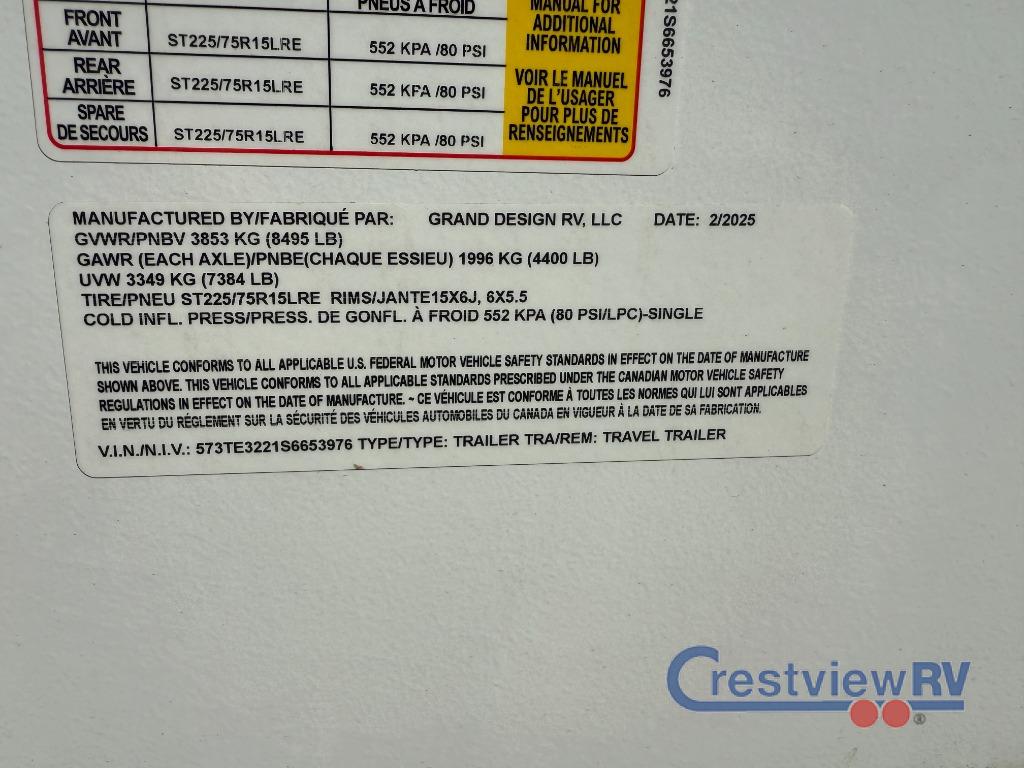 PNEUS À FROID
MANUAL FOR
ADDITIONAL
INFORMATION
FRONT
AVANT
ST225/75R15LRE
552 KPA /80 PSI
REAR
ARRIÈRE
ST225/75R15LRE
552 KPA /80 PSI
SPARE
DE SECOURS
ST225/75R15LRE
552 KPA /80 PSI
VOIR LE MANUEL
DE L'USAGER
POUR PLUS DE
RENSEIGNEMENTS
21S6653976
MANUFACTURED BY/FABRIQUÉ PAR: GRAND DESIGN RV, LLC DATE: 2/2025
GVWR/PNBV 3853 KG (8495 LB)
GAWR (EACH AXLE)/PNBE(CHAQUE ESSIEU) 1996 KG (4400 LB)
UVW 3349 KG (7384 LB)
TIRE/PNEU ST225/75R15LRE RIMS/JANTE15X6J, 6X5.5
COLD INFL. PRESS/PRESS. DE GONFL. À FROID 552 KPA (80 PSI/LPC)-SINGLE
THIS VEHICLE CONFORMS TO ALL APPLICABLE U.S. FEDERAL MOTOR VEHICLE SAFETY STANDARDS IN EFFECT ON THE DATE OF MANUFACTURE
SHOWN ABOVE. THIS VEHICLE CONFORMS TO ALL APPLICABLE STANDARDS PRESCRIBED UNDER THE CANADIAN MOTOR VEHICLE SAFETY
REGULATIONS IN EFFECT ON THE DATE OF MANUFACTURE. ~ CE VÉHICULE EST CONFORME À TOUTES LES NORMES QUI LUI SONT APPLICABLES
EN VERTU DU RÉGLEMENT SUR LA SÉCURITÉ DES VÉHICULES AUTOMOBILES DU CANADA EN VIGUEUR À LA DATE DE SA FABRICATION.
V.I.N./N.I.V.: 573TE3221S6653976 TYPE/TYPE: TRAILER TRA/REM: TRAVEL TRAILER
Crestview RV
®